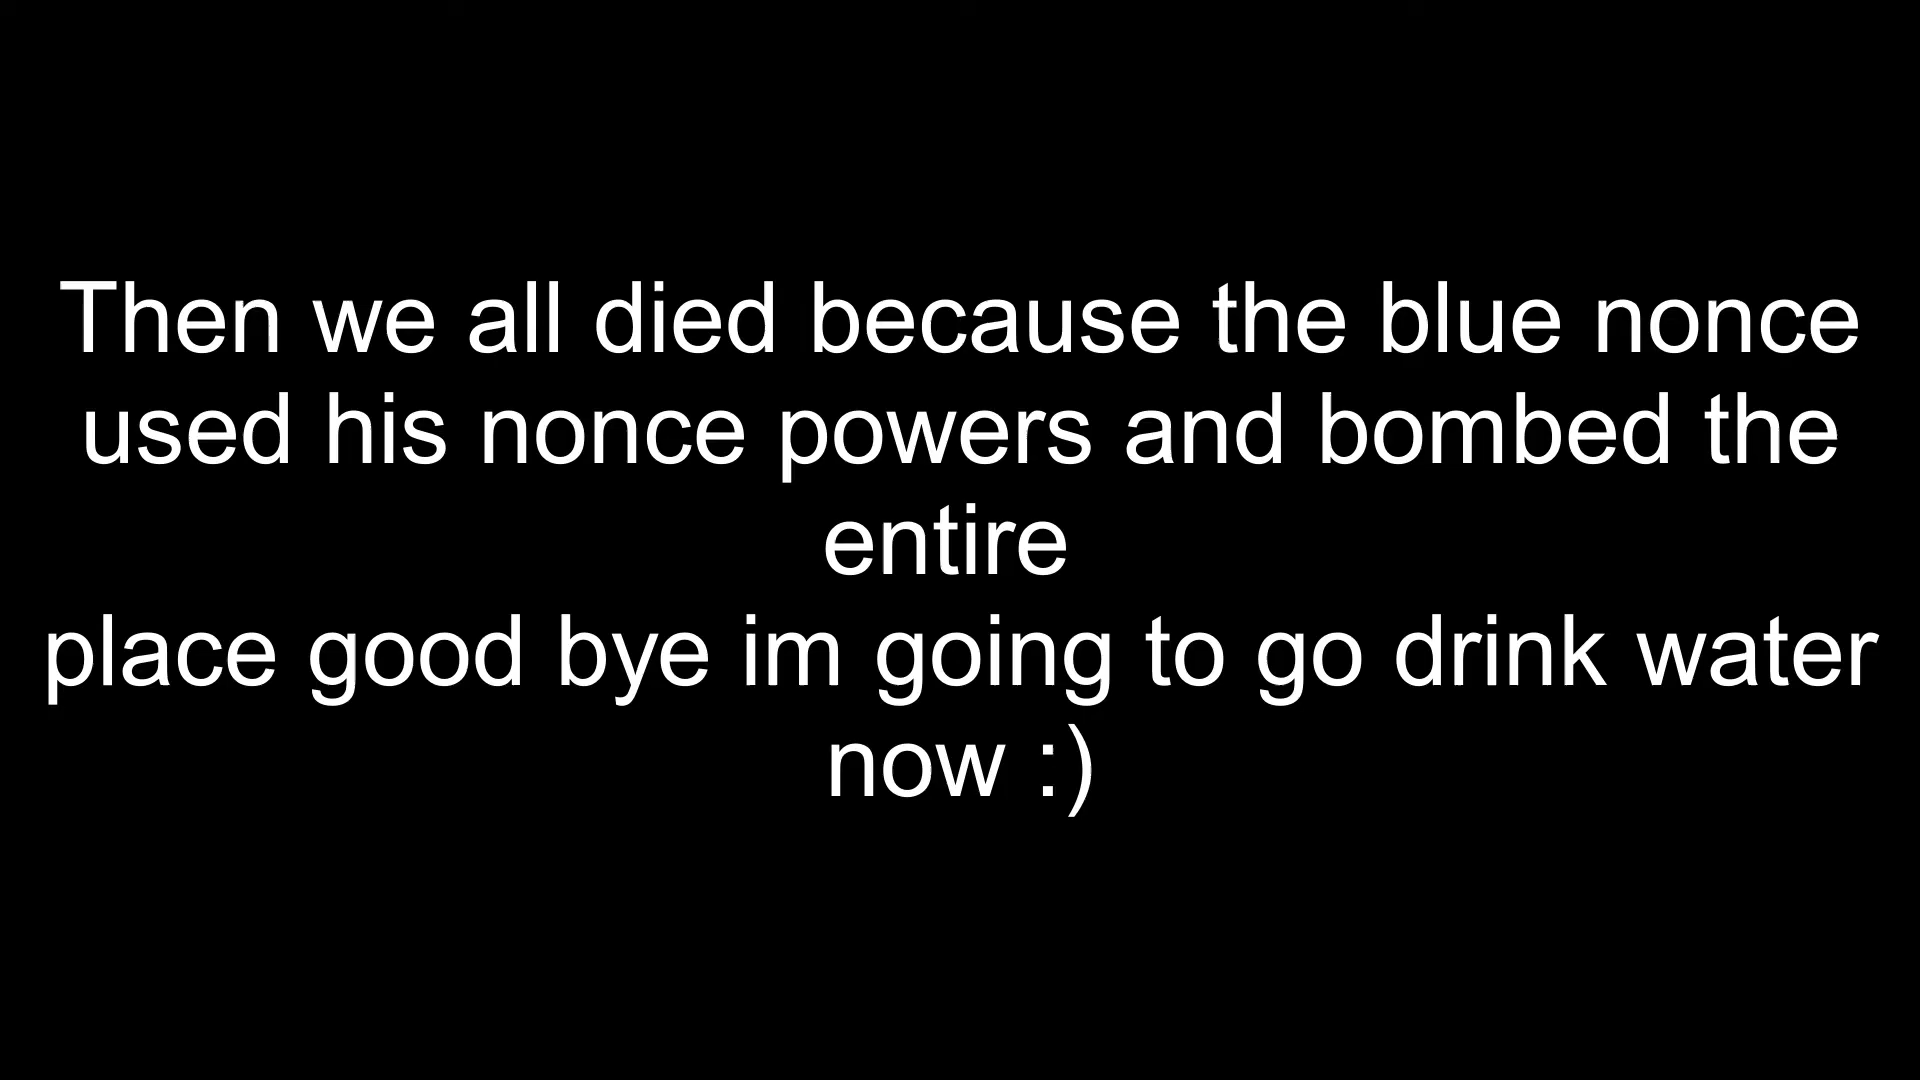 Then we all died because the blue nonce
used his nonce powers and bombed the
entire
place good bye im going to go drink water
now :)